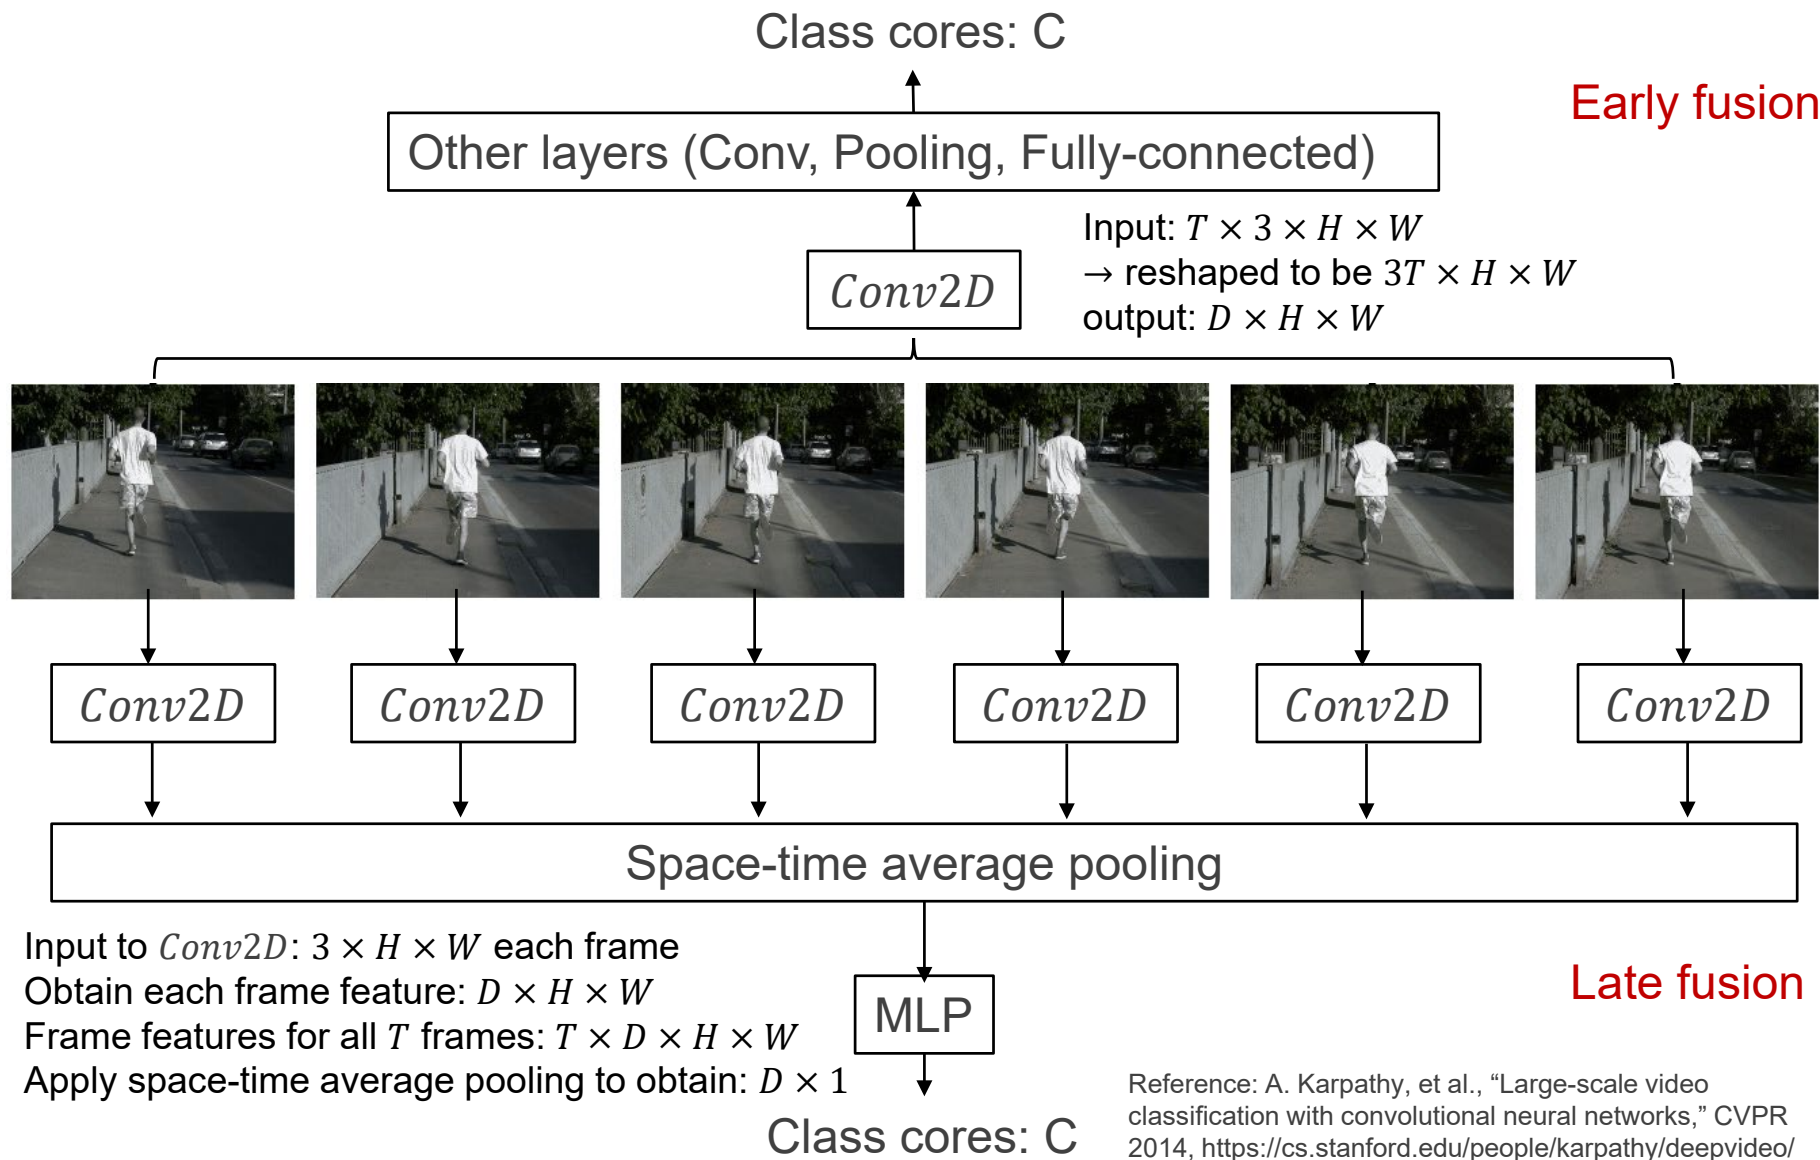 Class cores: C
Early fusion
Other layers (Conv, Pooling, Fully-connected)
Input: T × 3 × H × W
→ reshaped to be 3T × H × W
output: D × H × W
Conv2D
Conv2D
Conv2D
Conv2D
Conv2D
Conv2D
Conv2D
Space-time average pooling
Input to Conv2D: 3 × H × W each frame
Obtain each frame feature: D × H × W
Frame features for all T frames: T × D × H × W
Apply space-time average pooling to obtain: D × 1
MLP
Late fusion
Class cores: C
Reference: A. Karpathy, et al., “Large-scale video
classification with convolutional neural networks,” CVPR
2014, https://cs.stanford.edu/people/karpathy/deepvideo/